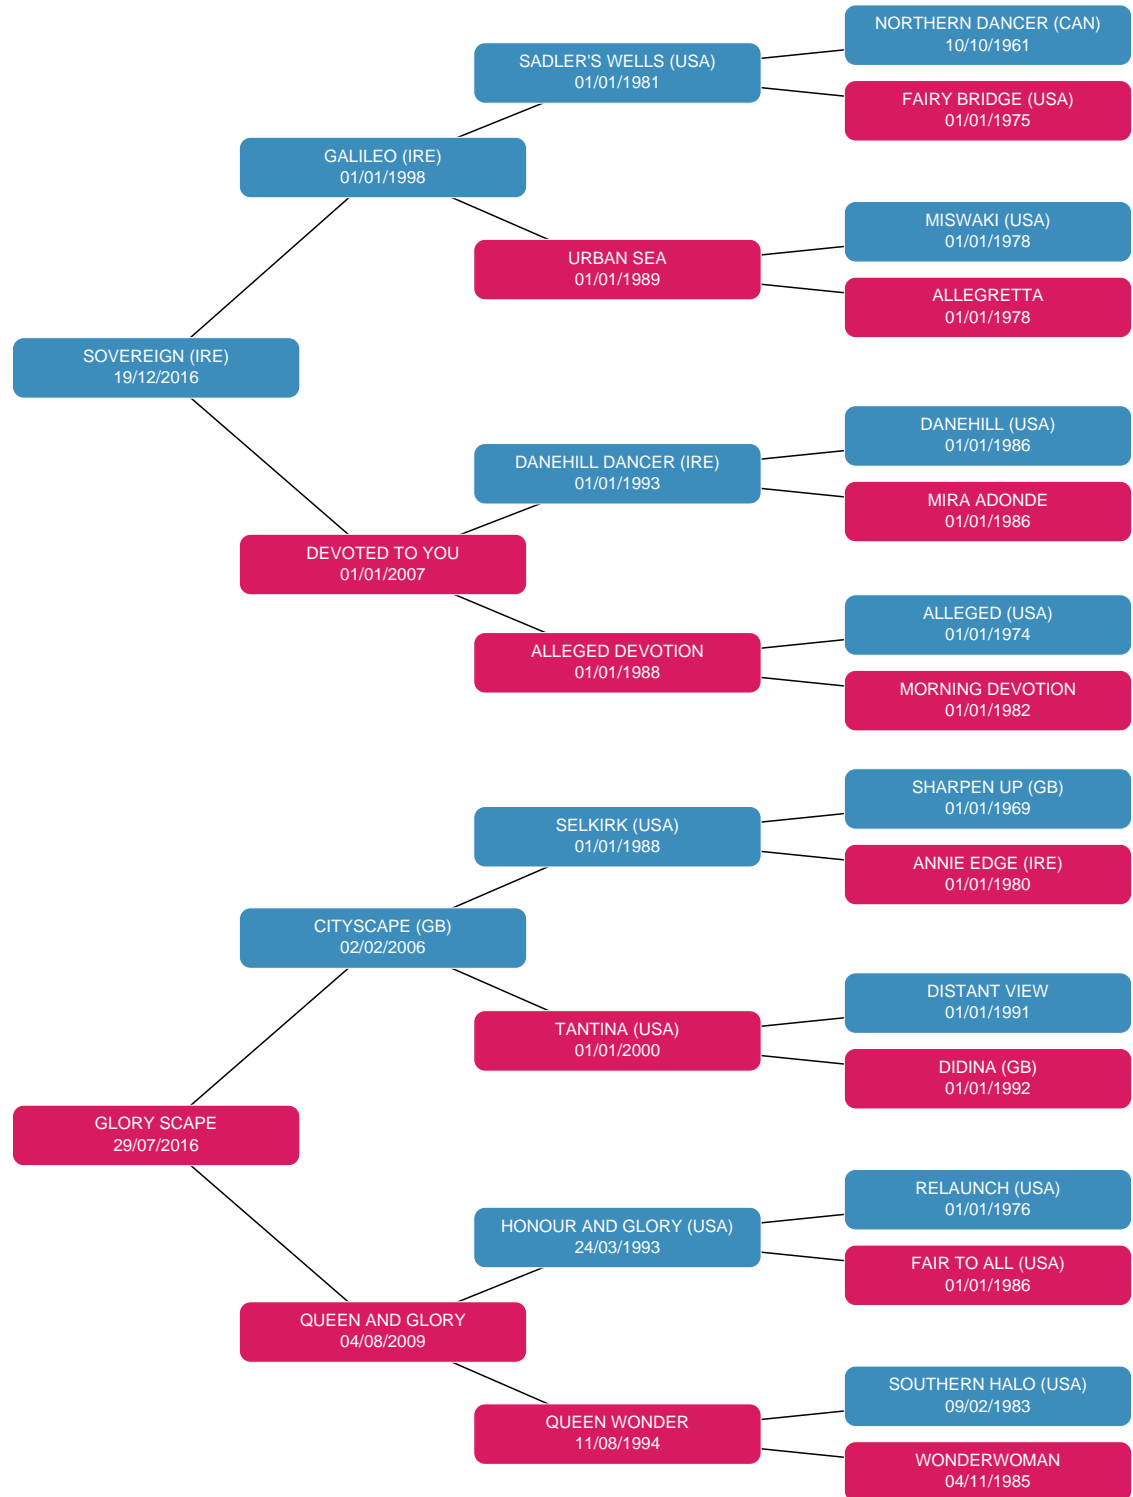 NORTHERN DANCER (CAN)
10/10/1961
SADLER'S WELLS (USA)
01/01/1981
FAIRY BRIDGE (USA)
01/01/1975
GALILEO (IRE)
01/01/1998
MISWAKI (USA)
01/01/1978
URBAN SEA
01/01/1989
ALLEGRETTA
01/01/1978
SOVEREIGN (IRE)
19/12/2016
DANEHILL (USA)
01/01/1986
DANEHILL DANCER (IRE)
01/01/1993
MIRA ADONDE
01/01/1986
DEVOTED TO YOU
01/01/2007
ALLEGED (USA)
01/01/1974
ALLEGED DEVOTION
01/01/1988
MORNING DEVOTION
01/01/1982
SHARPEN UP (GB)
01/01/1969
SELKIRK (USA)
01/01/1988
ANNIE EDGE (IRE)
01/01/1980
CITYSCAPE (GB)
02/02/2006
DISTANT VIEW
01/01/1991
TANTINA (USA)
01/01/2000
DIDINA (GB)
01/01/1992
GLORY SCAPE
29/07/2016
RELAUNCH (USA)
01/01/1976
HONOUR AND GLORY (USA)
24/03/1993
FAIR TO ALL (USA)
01/01/1986
QUEEN AND GLORY
04/08/2009
SOUTHERN HALO (USA)
09/02/1983
QUEEN WONDER
11/08/1994
WONDERWOMAN
04/11/1985